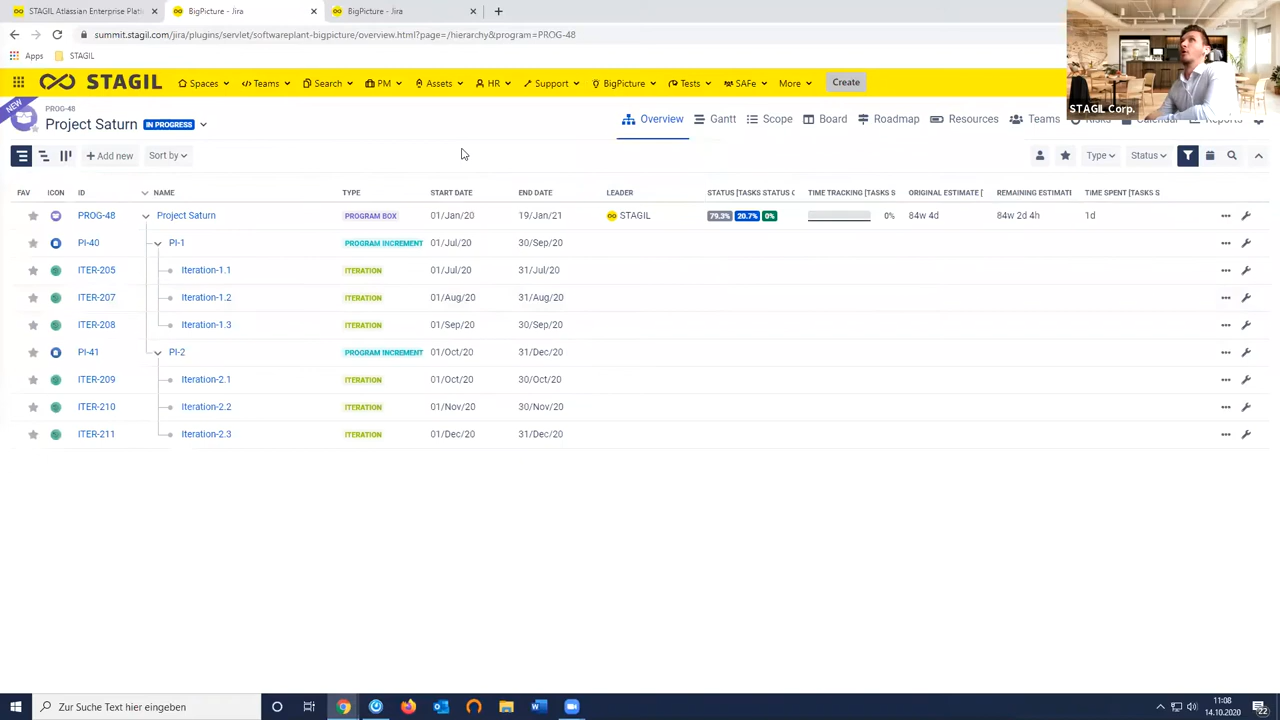 STAGIL Atlassian Enterprise Platf
BigPicture - Jira
BigPicture - Jira
summit.stagil.com/jira/plugins/servlet/softwareplant-bigpicture/overview.html?page=/mainpage/
=PROG-48
Apps
STAGIL
STAGIL
Spaces
Teams
Search
PM
Assets
HR
Support
BigPicture
Tests
SAFe
More
Create
STAGIL Corp.
NEW
PROG-48
Project Saturn
IN PROGRESS
Overview
Gantt
Scope
Board
Roadmap
Resources
Teams
Risks
Calendar
Reports
Add new
Sort by
Type
Status
FAV ICON ID NAME TYPE START DATE END DATE LEADER STATUS [TASKS STATUS C TIME TRACKING [TASKS S ORIGINAL ESTIMATE [ REMAINING ESTIMATI TIME SPENT [TASKS S
PROG-48 Project Saturn PROGRAM BOX 01/Jan/20 19/Jan/21 STAGIL 79.3% 20.7% 0% 0% 84w 4d 84w 2d 4h 1d
PI-40 PI-1 PROGRAM INCREMENT 01/Jul/20 30/Sep/20
ITER-205 Iteration-1.1 ITERATION 01/Jul/20 31/Jul/20
ITER-207 Iteration-1.2 ITERATION 01/Aug/20 31/Aug/20
ITER-208 Iteration-1.3 ITERATION 01/Sep/20 30/Sep/20
PI-41 PI-2 PROGRAM INCREMENT 01/Oct/20 31/Dec/20
ITER-209 Iteration-2.1 ITERATION 01/Oct/20 30/Oct/20
ITER-210 Iteration-2.2 ITERATION 01/Nov/20 30/Nov/20
ITER-211 Iteration-2.3 ITERATION 01/Dec/20 31/Dec/20
Zur Suche Text hier eingeben
11:08
14.10.2020
22